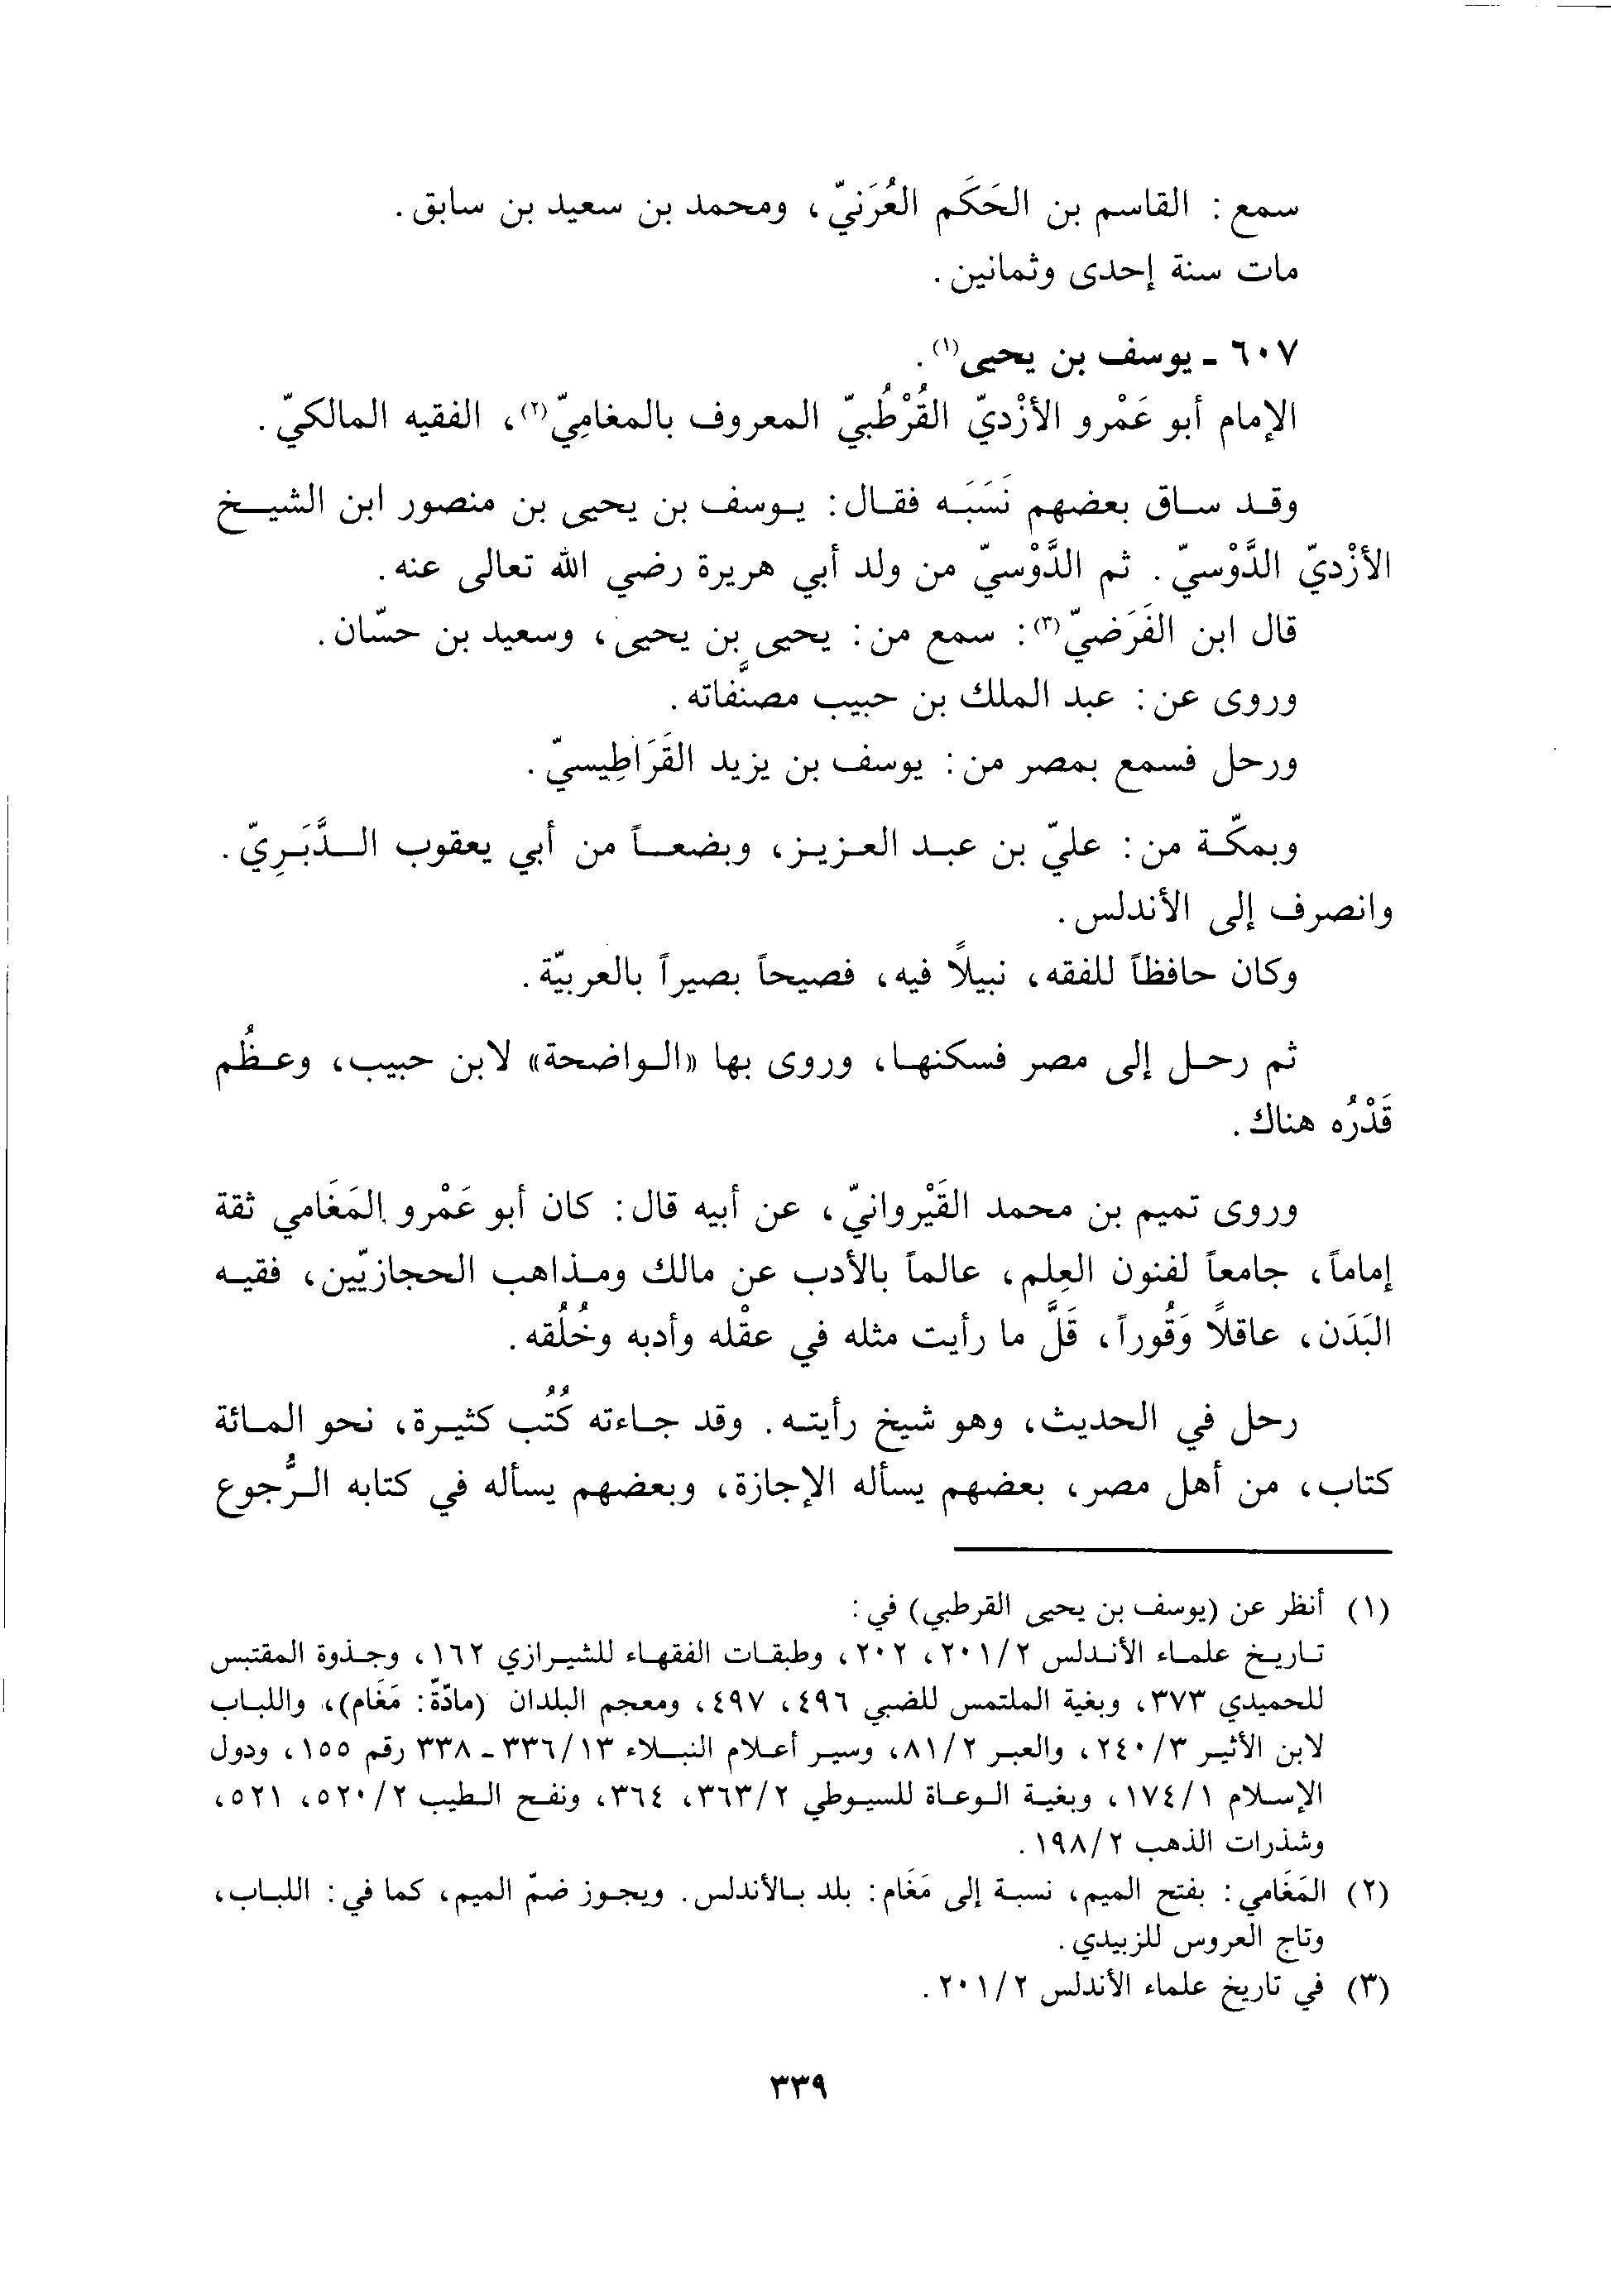 سمع: القاسم بن الحَكَم العُرَنيّ، ومحمد بن سعيد بن سابق.
مات سنة إحدى وثمانين.
٦٠٧ ـ يوسف بن يحيى(١).
الإمام أبو عَمْرو الأزْديّ القُرْطُبيّ المعروف بالمغامِيّ(٢)، الفقيه المالكيّ.
وقد ساق بعضهم نَسَبَه فقال: يوسف بن يحيى بن منصور ابن الشيخ
الأزْديّ الدَّوْسيّ. ثم الدَّوْسيّ من ولد أبي هريرة رضي الله تعالى عنه.
قال ابن الفَرَضيّ(٣): سمع من: يحيى بن يحيى، وسعيد بن حسّان.
وروى عن: عبد الملك بن حبيب مصنَّفاته.
ورحل فسمع بمصر من: يوسف بن يزيد القَرَاطِيسيّ.
وبمكّة من: عليّ بن عبد العزيز، وبضعاً من أبي يعقوب الدَّبَرِيّ.
وانصرف إلى الأندلس.
وكان حافظاً للفقه، نبيلاً فيه، فصيحاً بصيراً بالعربيّة.
ثم رحل إلى مصر فسكنها، وروى بها «الواضحة» لابن حبيب، وعظُم
قَدْرُه هناك.
وروى تميم بن محمد القَيْروانيّ، عن أبيه قال: كان أبو عَمْرو المَغَامي ثقة
إماماً، جامعاً لفنون العِلم، عالماً بالأدب عن مالك ومذاهب الحجازيّين، فقيه
البَدَن، عاقلاً وَقُوراً، قَلَّ ما رأيت مثله في عقْله وأدبه وخُلُقه.
رحل في الحديث، وهو شيخ رأيته. وقد جاءته كُتُب كثيرة، نحو المائة
كتاب، من أهل مصر، بعضهم يسأله الإجازة، وبعضهم يسأله في كتابه الرُّجوع
(١) أنظر عن (يوسف بن يحيى القرطبي) في:
تاريخ علماء الأندلس ٢٠١/٢، ٢٠٢، وطبقات الفقهاء للشيرازي ١٦٢، وجذوة المقتبس
للحميدي ٣٧٣، وبغية الملتمس للضبي ٤٩٦، ٤٩٧، ومعجم البلدان (مادّة: مَغَام)، واللباب
لابن الأثير ٢٤٠/٣، والعبر ٨١/٢، وسير أعلام النبلاء ٣٣٦/١٣ ـ ٣٣٨ رقم ١٥٥، ودول
الإسلام ١٧٤/١، وبغية الوعاة للسيوطي ٣٦٣/٢، ٣٦٤، ونفح الطيب ٥٢٠/٢، ٥٢١،
وشذرات الذهب ١٩٨/٢.
(٢) المَغَامي: بفتح الميم، نسبة إلى مَغَام: بلد بالأندلس. ويجوز ضمّ الميم، كما في: اللباب،
وتاج العروس للزبيدي.
(٣) في تاريخ علماء الأندلس ٢٠١/٢.
٣٣٩